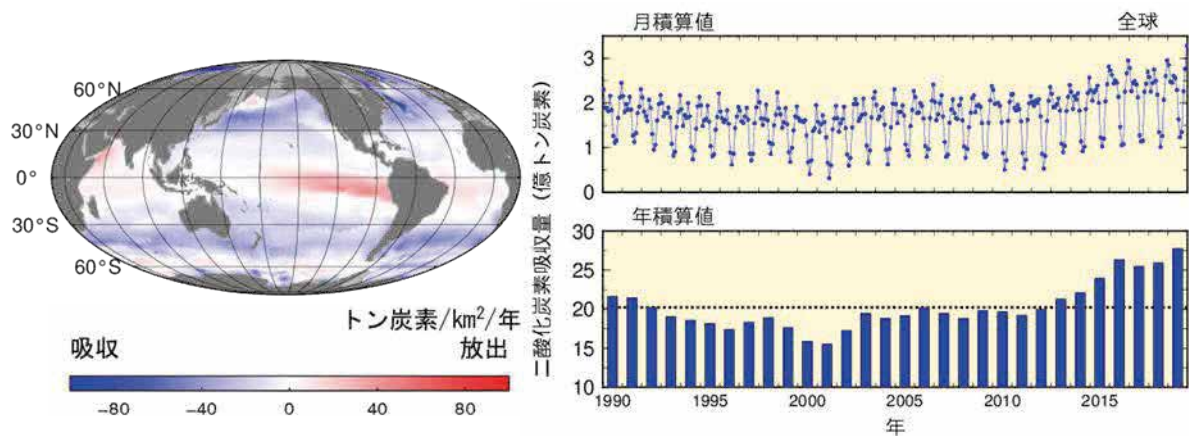 60°N
30°N
0°
30°S
60°S
トン炭素/km²/年
吸収
放出
-80 -40 0 40 80
月積算値
全球
3
2
1
0
二酸化炭素吸収量 (億トン炭素)
年積算値
30
25
20
15
10
1990 1995 2000 2005 2010 2015
年